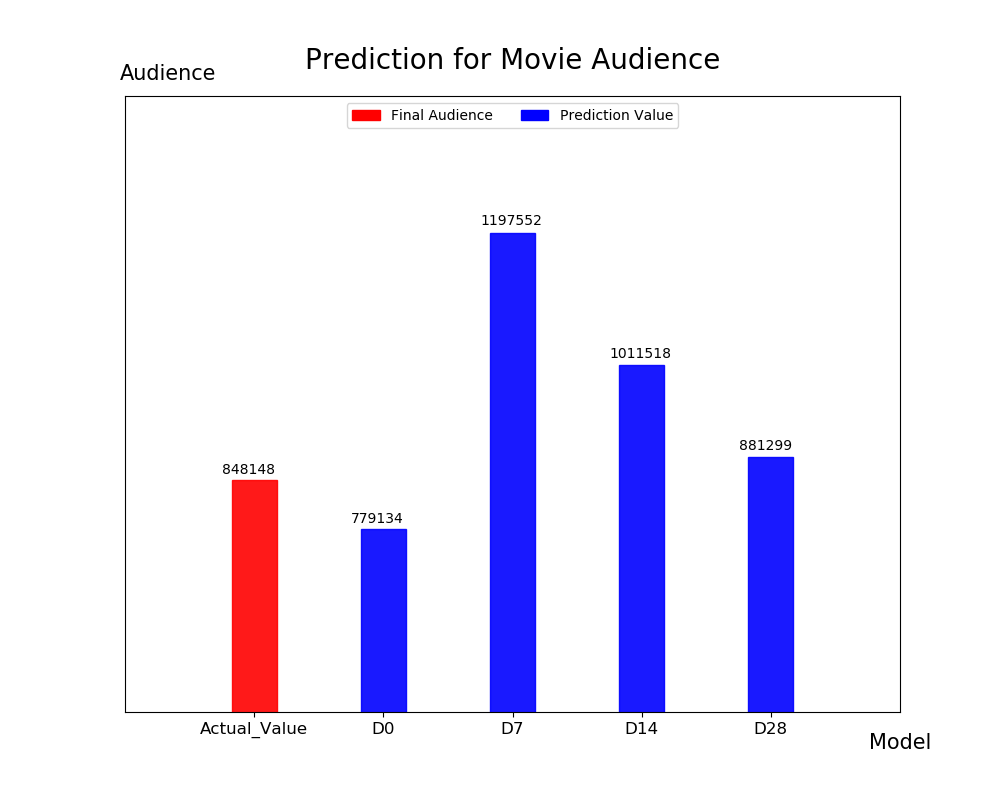 Prediction for Movie Audience
Audience
Final Audience
Prediction Value
1197552
1011518
881299
848148
779134
Actual_Value
D0
D7
D14
D28
Model